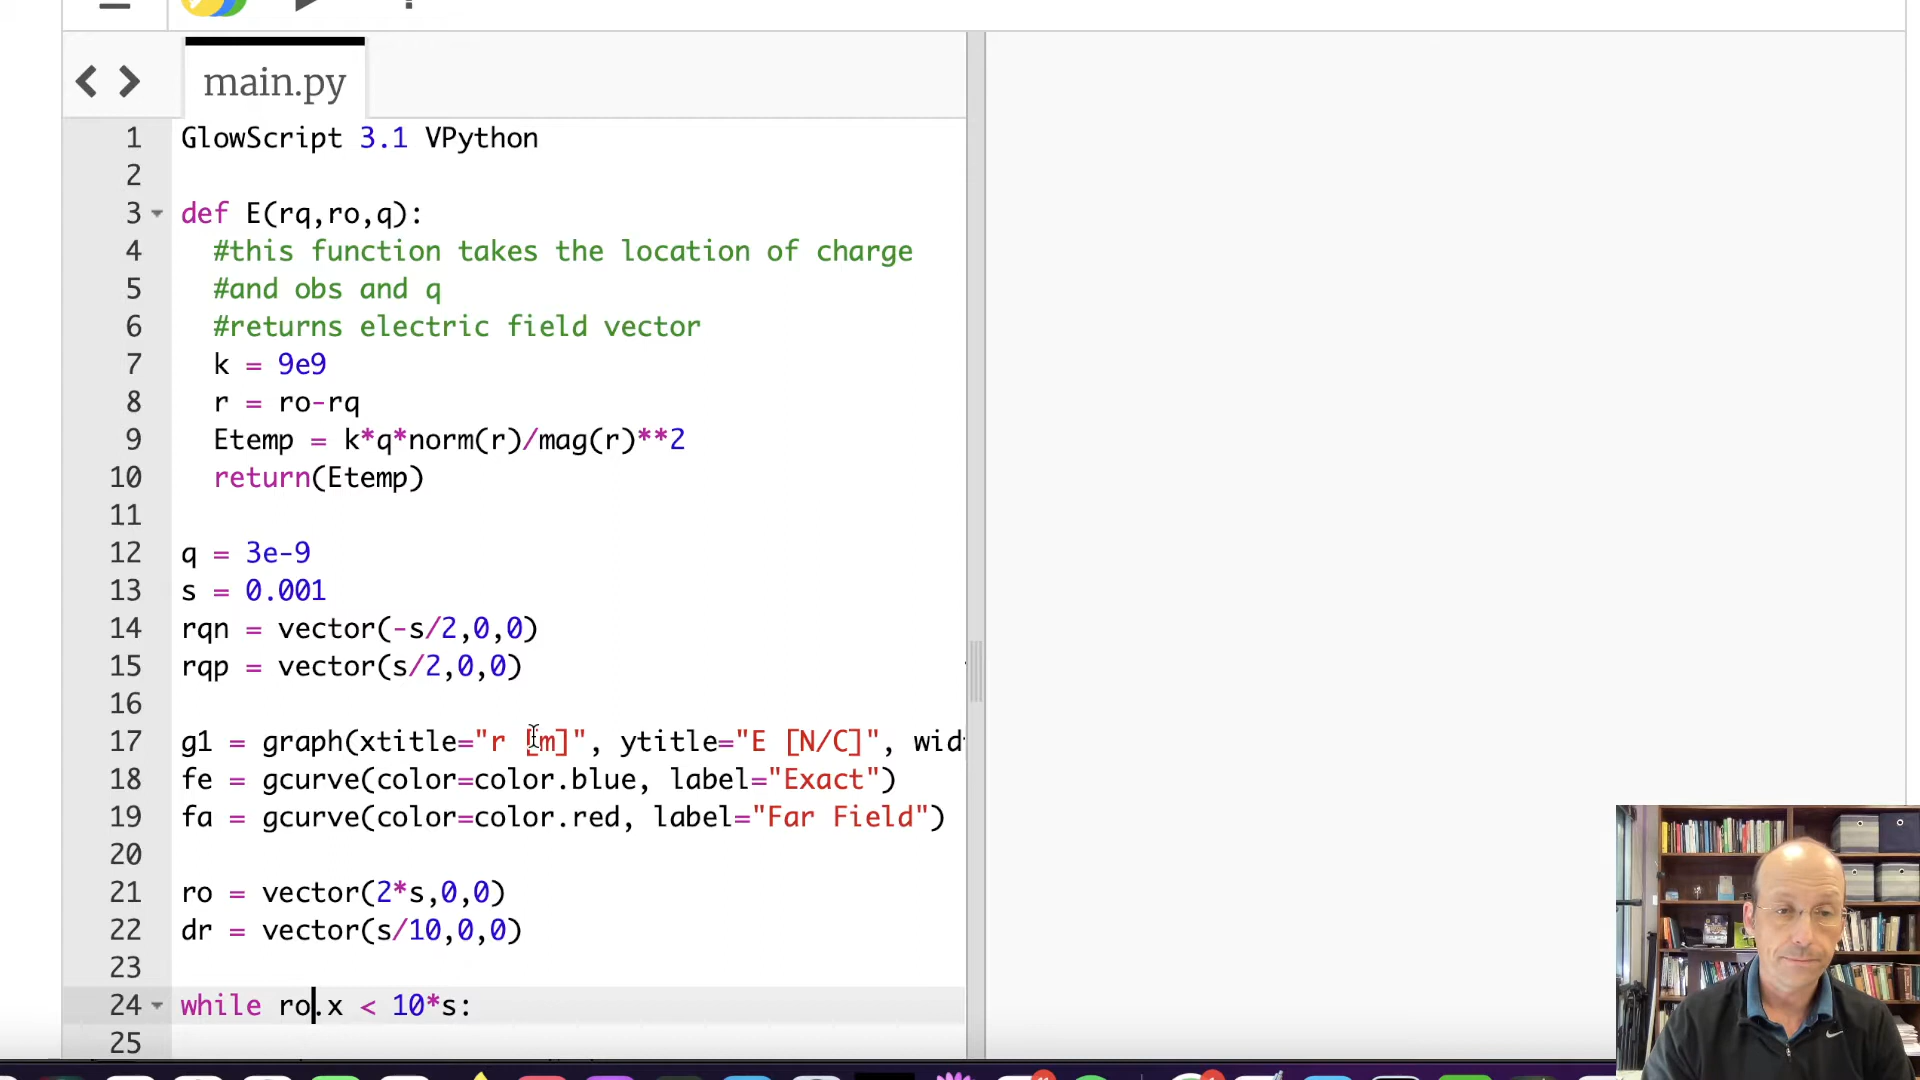 main.py
1 GlowScript 3.1 VPython
2
3 def E(rq,ro,q):
4 #this function takes the location of charge
5 #and obs and q
6 #returns electric field vector
7 k = 9e9
8 r = ro-rq
9 Etemp = k*q*norm(r)/mag(r)**2
10 return(Etemp)
11
12 q = 3e-9
13 s = 0.001
14 rqn = vector(-s/2,0,0)
15 rqp = vector(s/2,0,0)
16
17 g1 = graph(xtitle="r [m]", ytitle="E [N/C]", wid
18 fe = gcurve(color=color.blue, label="Exact")
19 fa = gcurve(color=color.red, label="Far Field")
20
21 ro = vector(2*s,0,0)
22 dr = vector(s/10,0,0)
23
24 while ro.x < 10*s:
25